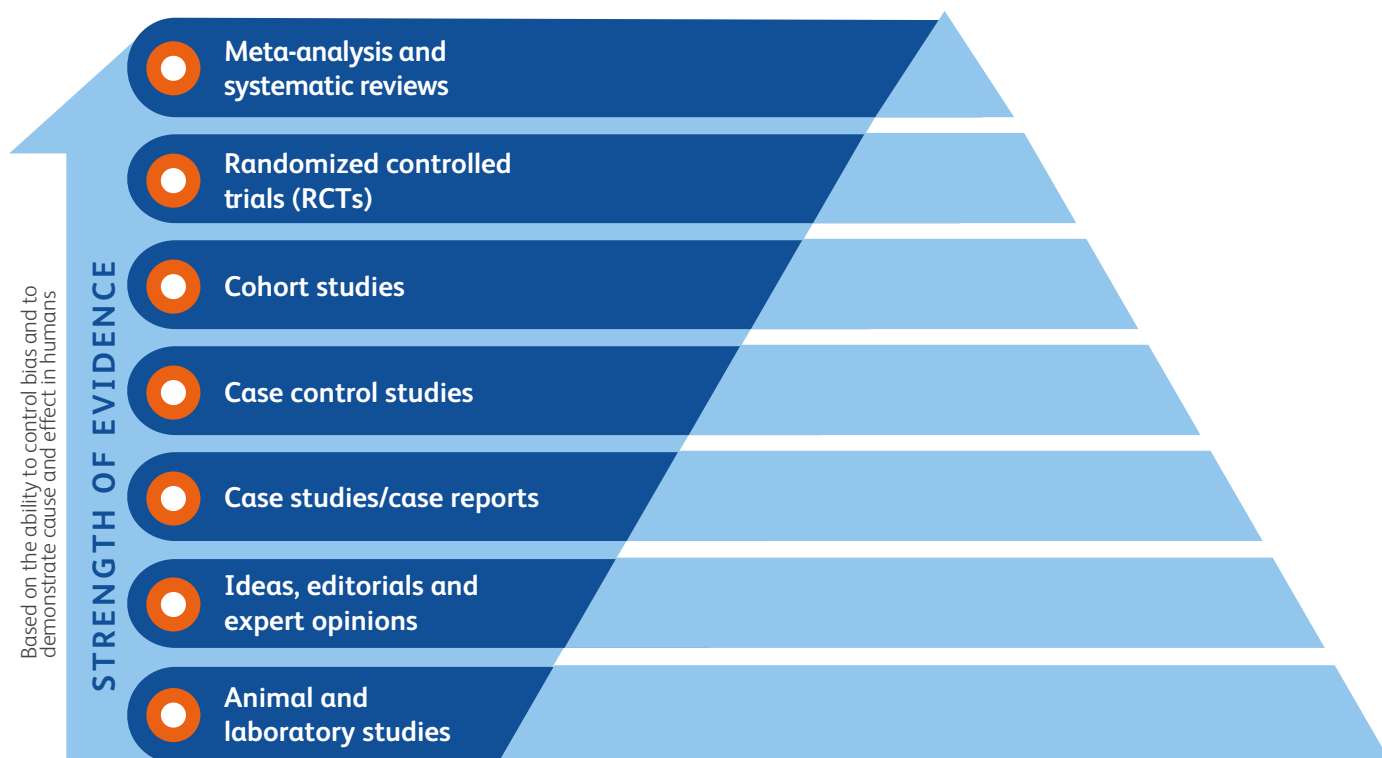 Meta-analysis and
systematic reviews
Randomized controlled
trials (RCTs)
Cohort studies
Case control studies
Case studies/case reports
Ideas, editorials and
expert opinions
Animal and
laboratory studies
STRENGTH OF EVIDENCE
Based on the ability to control bias and to
demonstrate cause and effect in humans